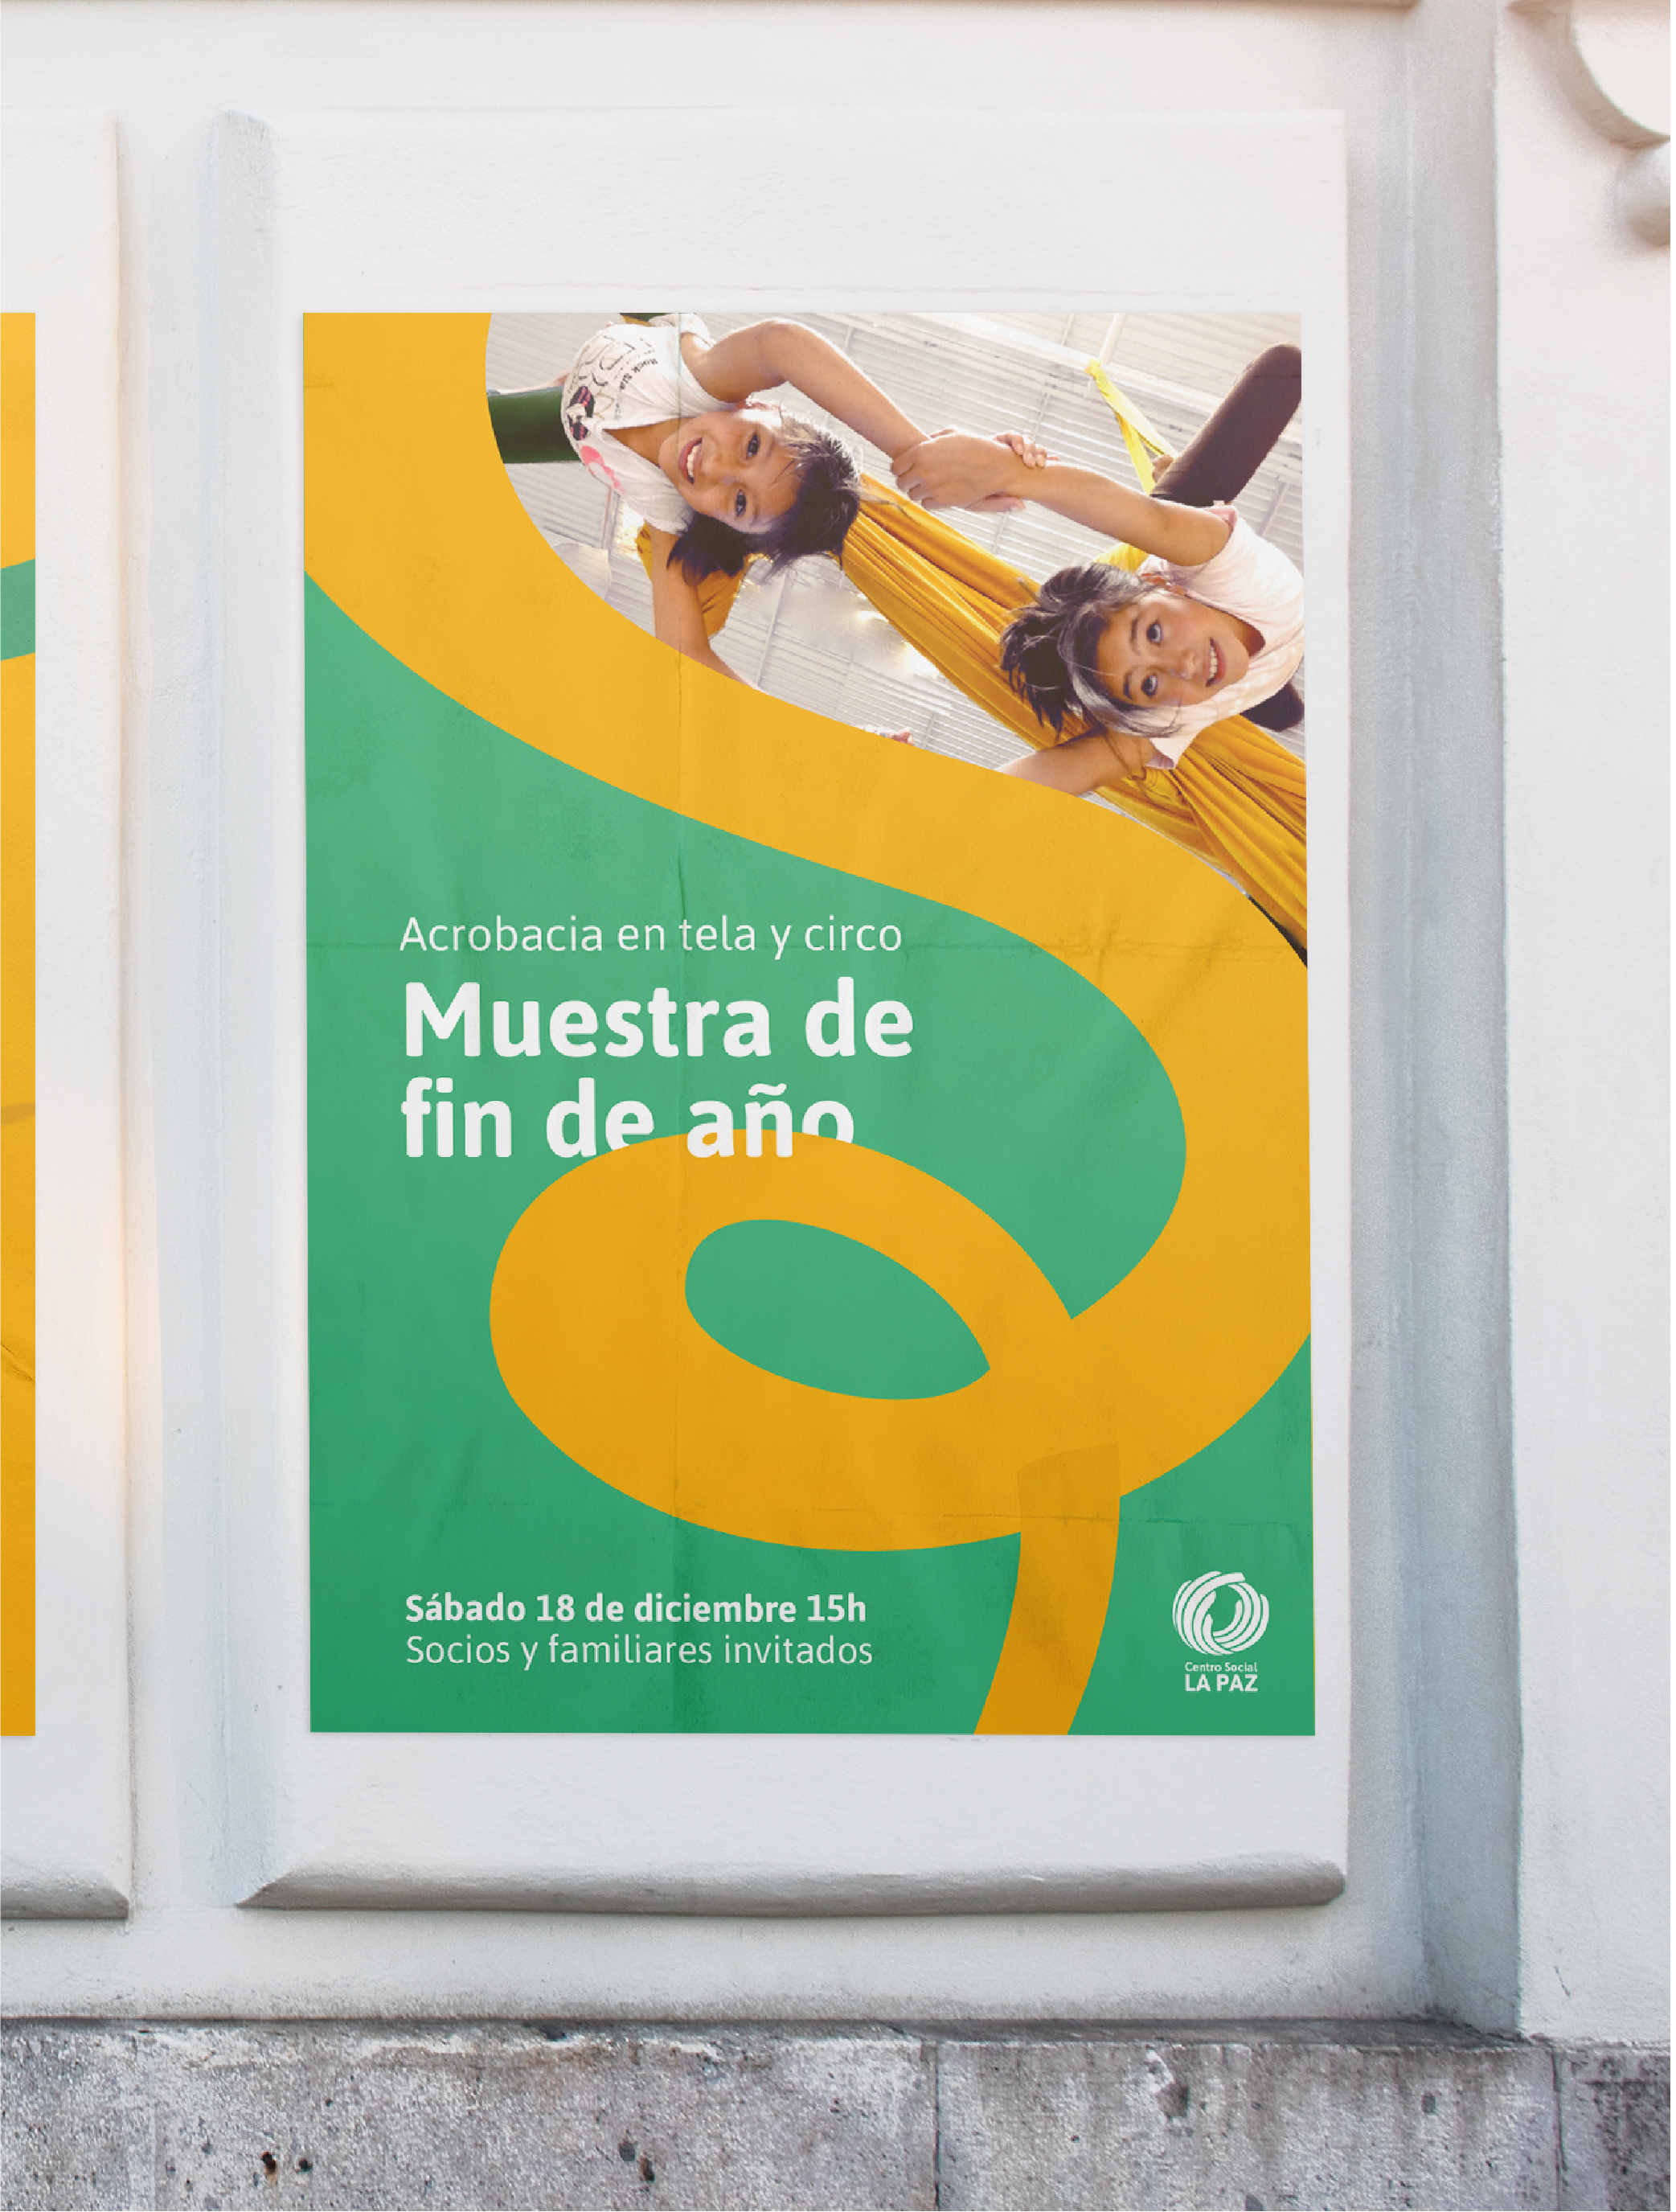 Acrobacia en tela y circo
Muestra de
fin de año
Sábado 18 de diciembre 15h
Socios y familiares invitados
Centro Social
LA PAZ